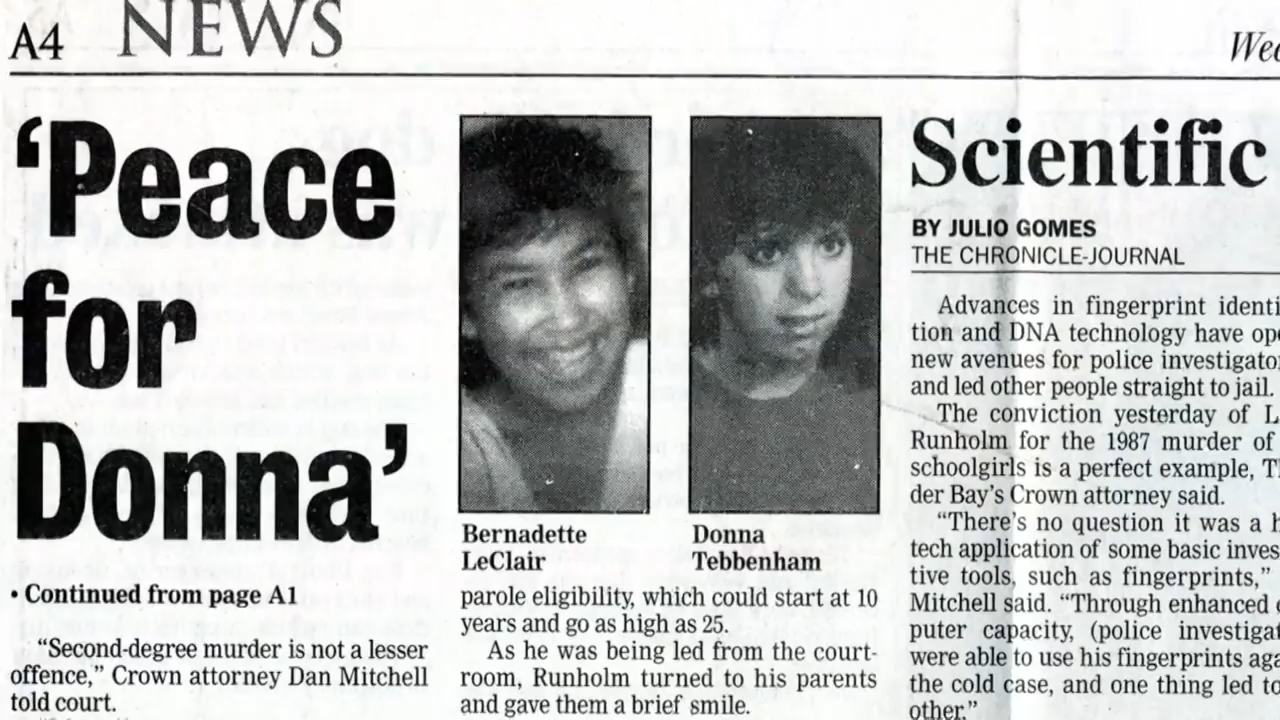 A4 NEWS
‘Peace
for
Donna’
• Continued from page A1
“Second-degree murder is not a lesser
offence,” Crown attorney Dan Mitchell
told court.
Bernadette
LeClair
Donna
Tebbenham
parole eligibility, which could start at 10
years and go as high as 25.
As he was being led from the court-
room, Runholm turned to his parents
and gave them a brief smile.
Scientific
BY JULIO GOMES
THE CHRONICLE-JOURNAL
Advances in fingerprint identi
tion and DNA technology have ope
new avenues for police investigator
and led other people straight to jail.
The conviction yesterday of L
Runholm for the 1987 murder of
schoolgirls is a perfect example, T
der Bay’s Crown attorney said.
“There’s no question it was a h
tech application of some basic inves
tive tools, such as fingerprints,”
Mitchell said. “Through enhanced
puter capacity, (police investiga
were able to use his fingerprints aga
the cold case, and one thing led to
other.”